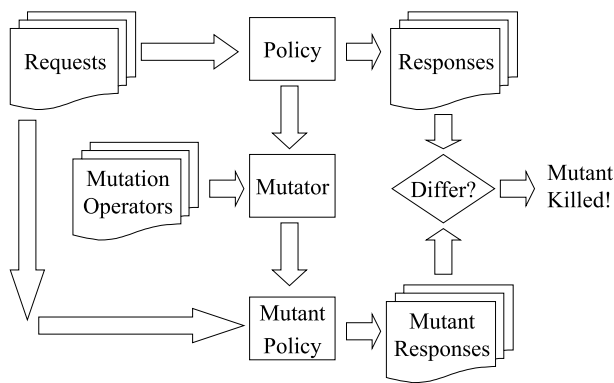 Requests
Policy
Responses
Mutation
Operators
Mutator
Differ?
Mutant
Killed!
Mutant
Policy
Mutant
Responses